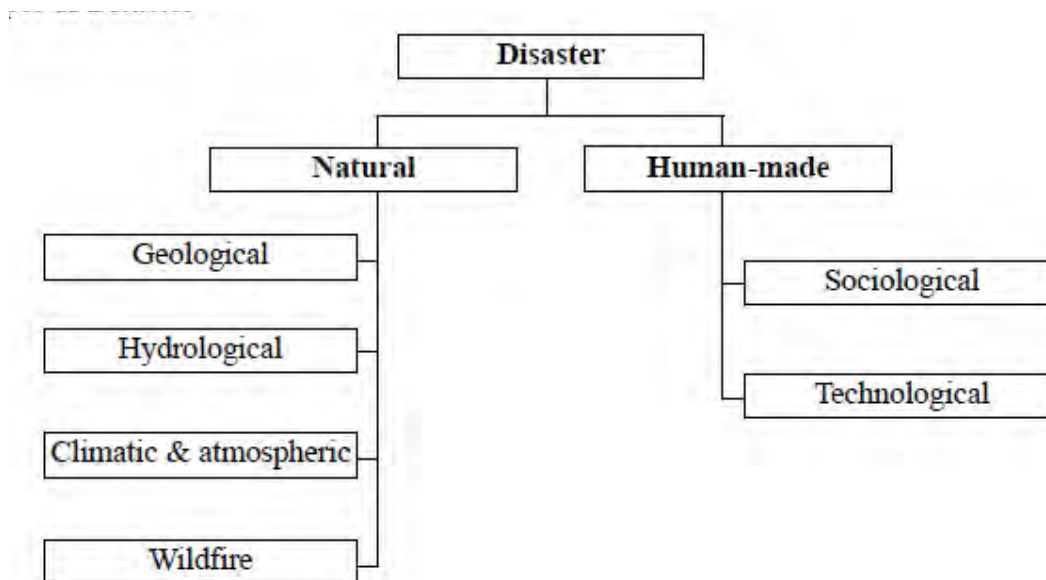 Disaster
Natural
Human-made
Geological
Sociological
Hydrological
Technological
Climatic & atmospheric
Wildfire